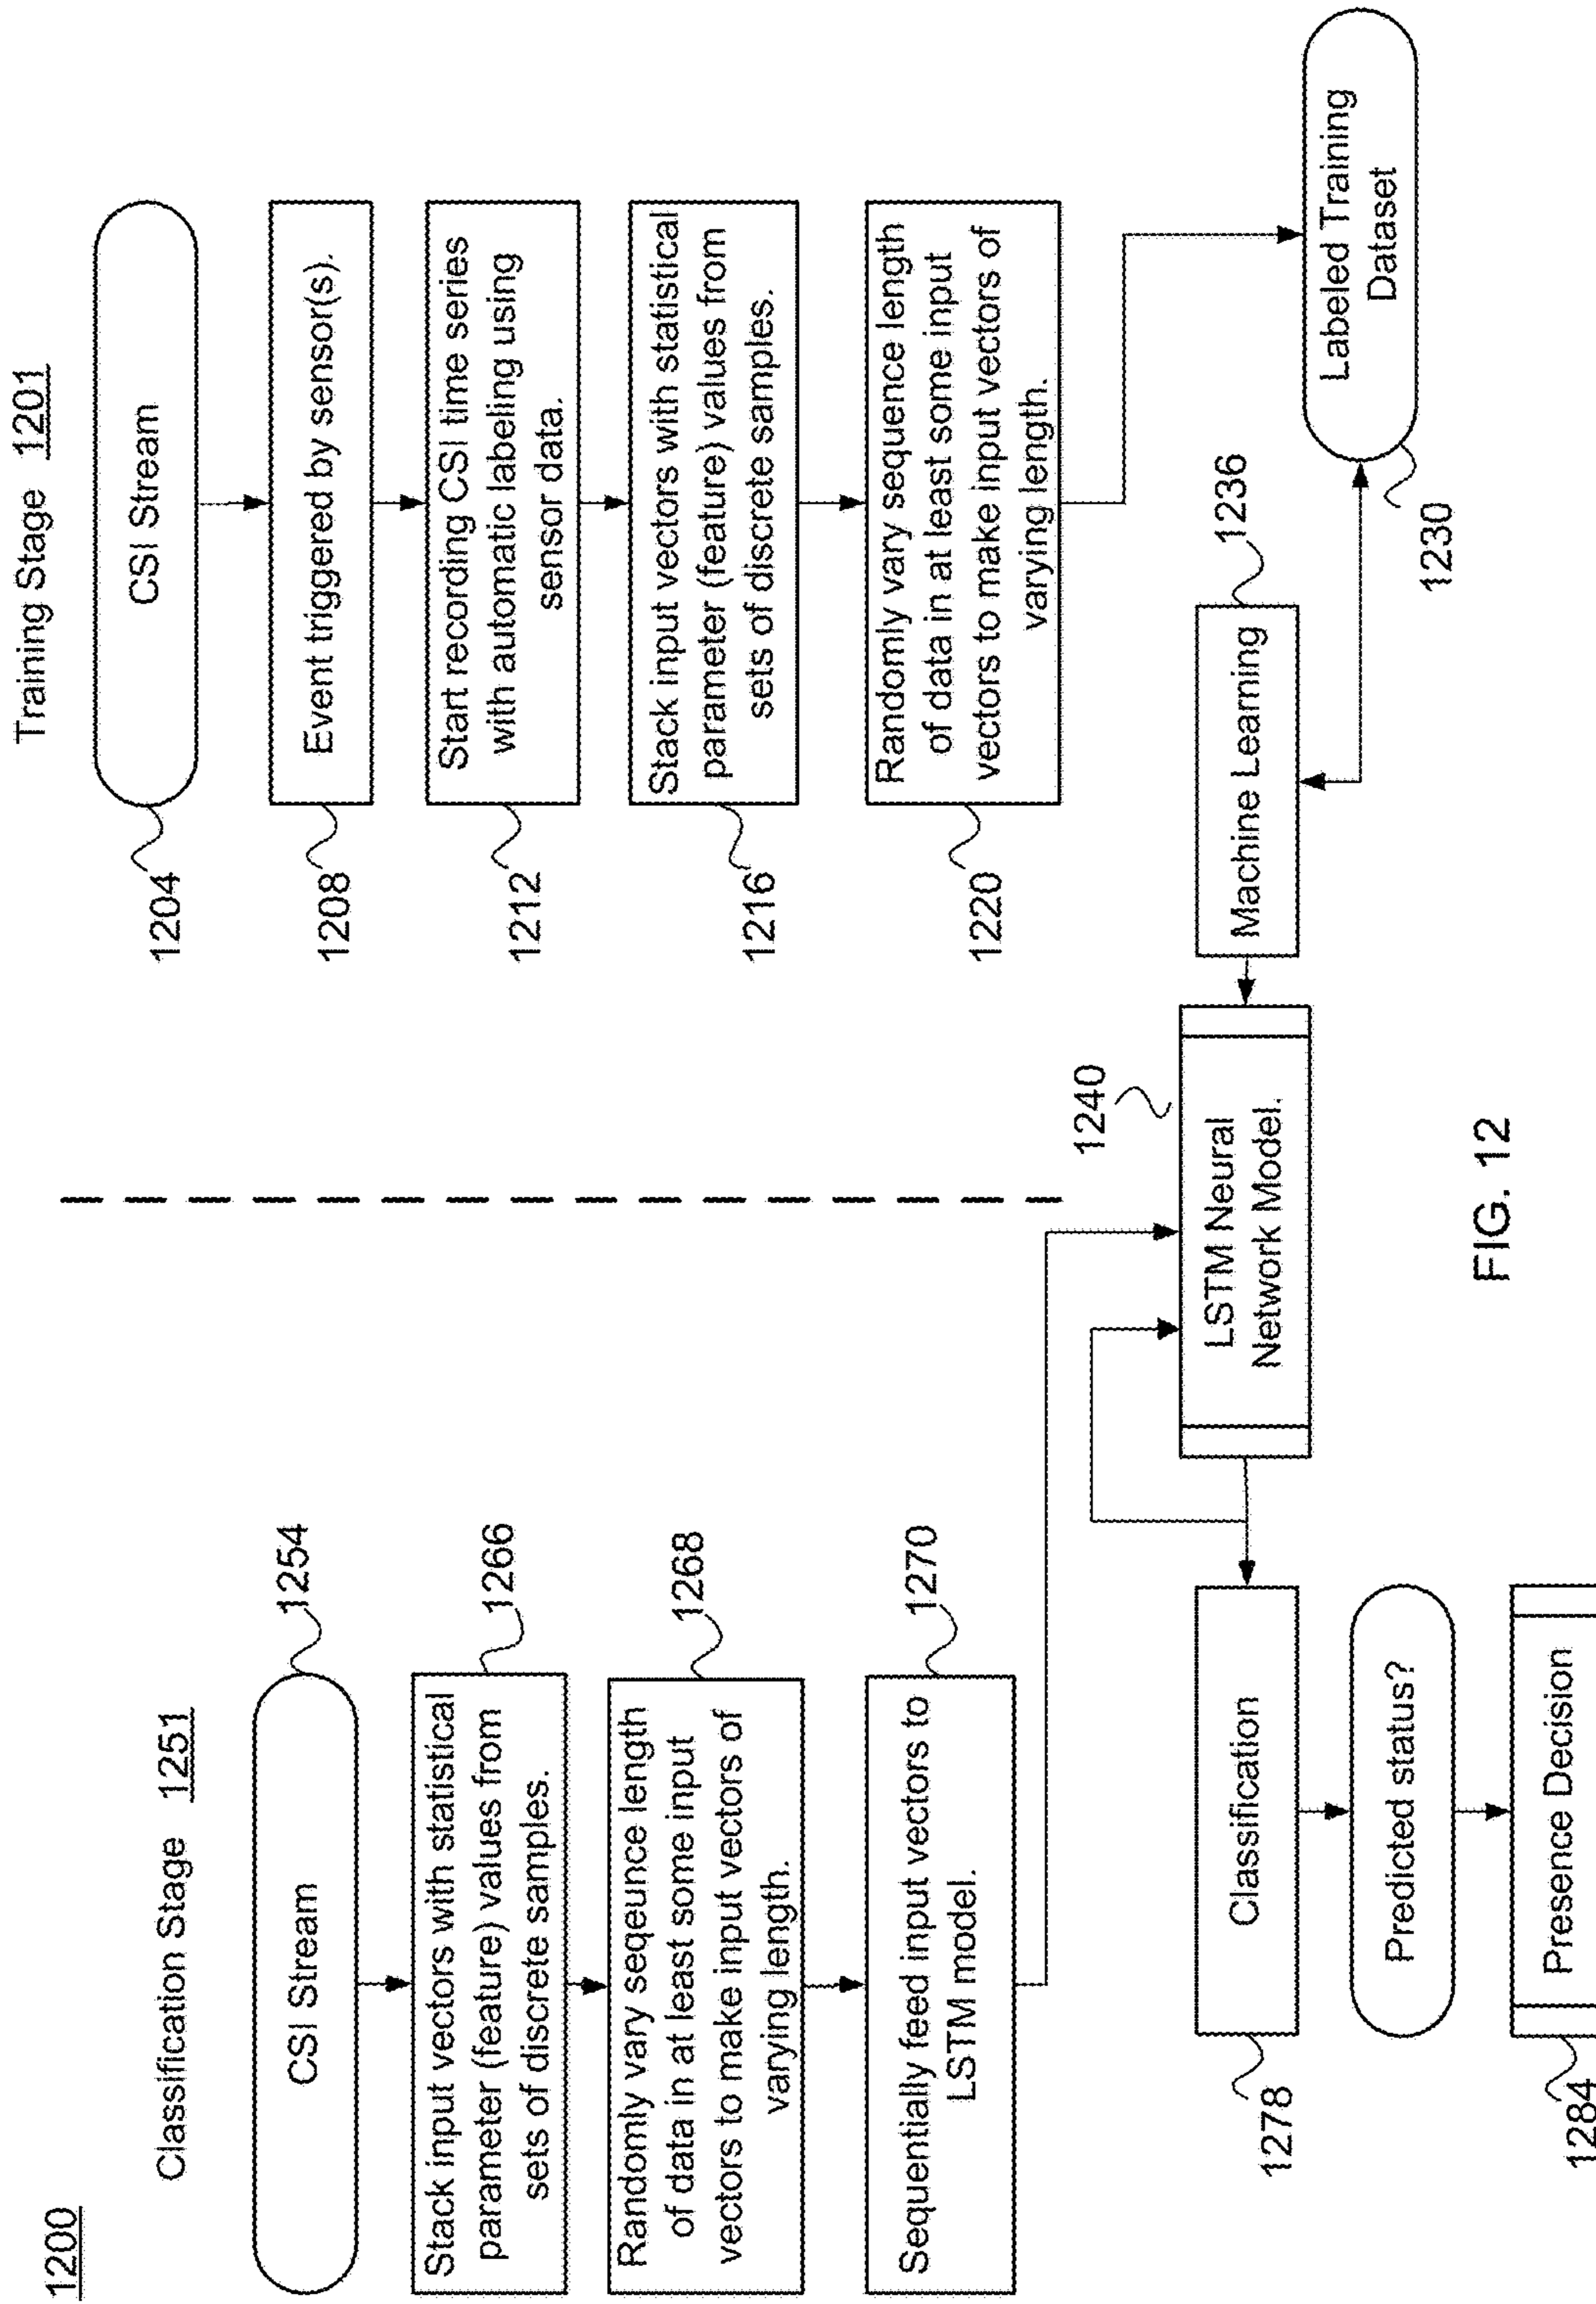 1200
Classification Stage 1251
CSI Stream
1254
Stack input vectors with statistical
parameter (feature) values from
sets of discrete samples.
1266
Randomly vary seqeunce length
of data in at least some input
vectors to make input vectors of
varying length.
1268
Sequentially feed input vectors to
LSTM model.
1270
Training Stage 1201
CSI Stream
1204
Event triggered by sensor(s).
1208
Start recording CSI time series
with automatic labeling using
sensor data.
1212
Stack input vectors with statistical
parameter (feature) values from
sets of discrete samples.
1216
Randomly vary sequence length
of data in at least some input
vectors to make input vectors of
varying length.
1220
Labeled Training
Dataset
1230
Machine Learning
1236
LSTM Neural
Network Model.
1240
Classification
1278
Predicted status?
Presence Decision
1284
FIG. 12